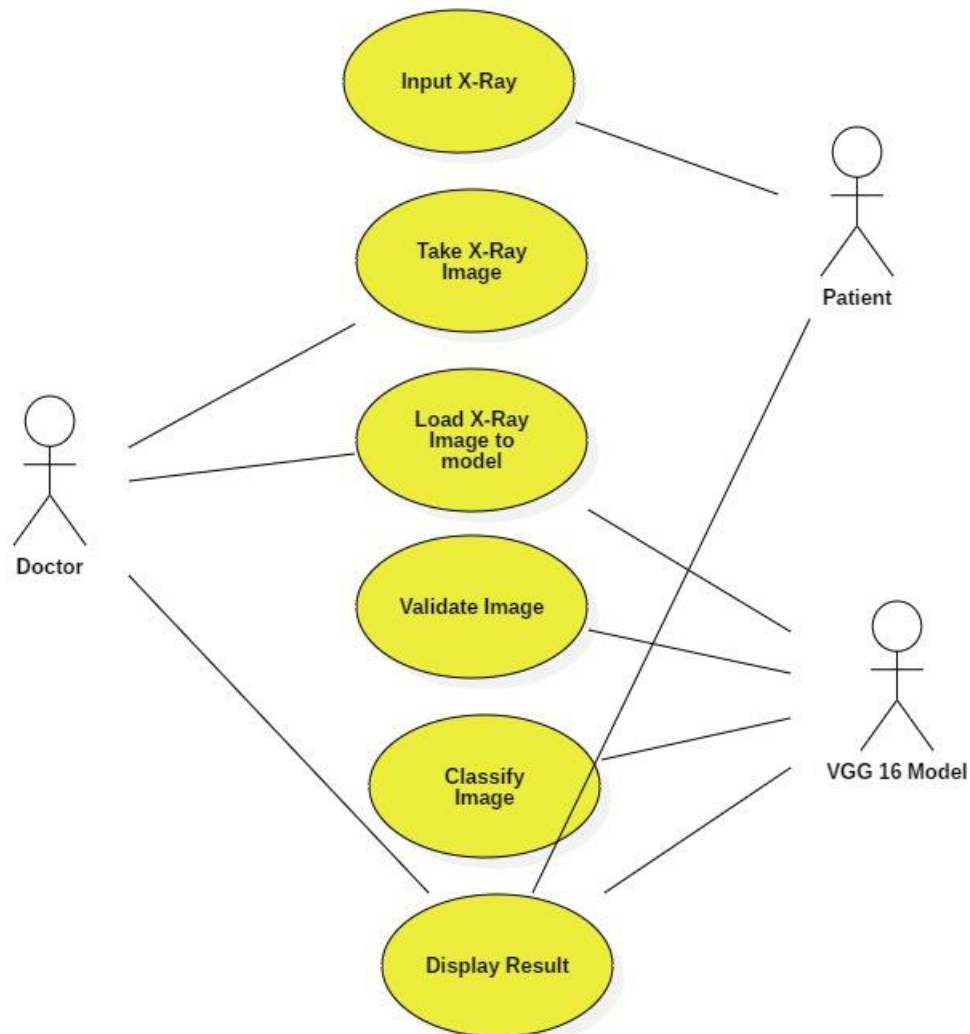 Input X-Ray
Take X-Ray
Image
Patient
Load X-Ray
Image to
model
Doctor
Validate Image
VGG 16 Model
Classify
Image
Display Result